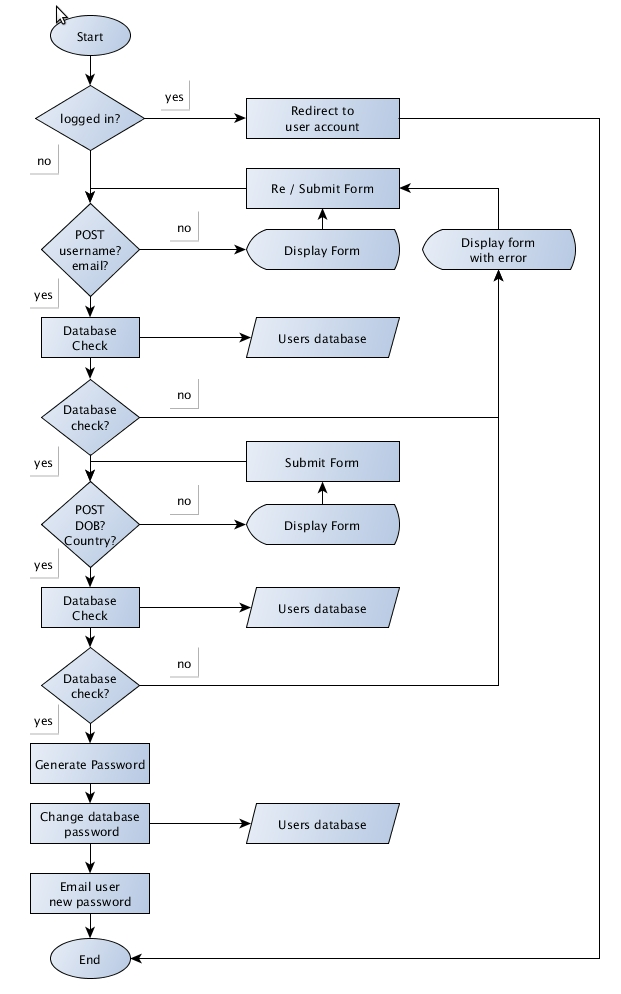 Start
yes
logged in?
Redirect to
user account
no
Re / Submit Form
POST
username?
email?
no
Display Form
Display form
with error
yes
Database
Check
Users database
no
Database
check?
yes
Submit Form
POST
DOB?
Country?
no
Display Form
yes
Database
Check
Users database
no
Database
check?
yes
Generate Password
Change database
password
Users database
Email user
new password
End